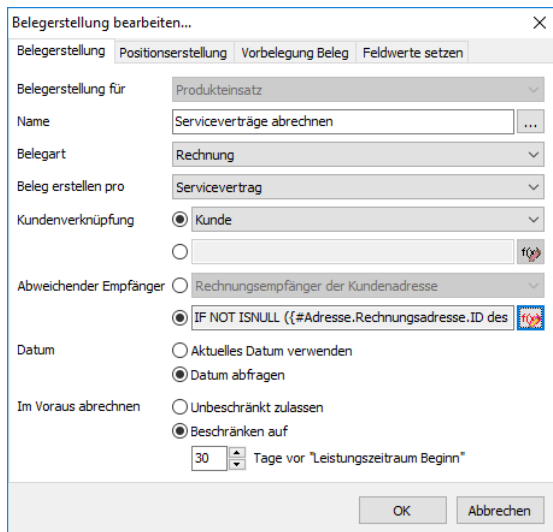 Belegerstellung bearbeiten...
Belegerstellung Positionserstellung Vorbelegung Beleg Feldwerte setzen
Belegerstellung für Produkteinsatz
Name Serviceverträge abrechnen ...
Belegart Rechnung
Beleg erstellen pro Servicevertrag
Kundenverknüpfung Kunde
f(x)
Abweichender Empfänger Rechnungsempfänger der Kundenadresse
IF NOT ISNULL ({#Adresse.Rechnungsadresse.ID des f(x)
Datum Aktuelles Datum verwenden
Datum abfragen
Im Voraus abrechnen Unbeschränkt zulassen
Beschränken auf
30 Tage vor "Leistungszeitraum Beginn"
OK Abbrechen